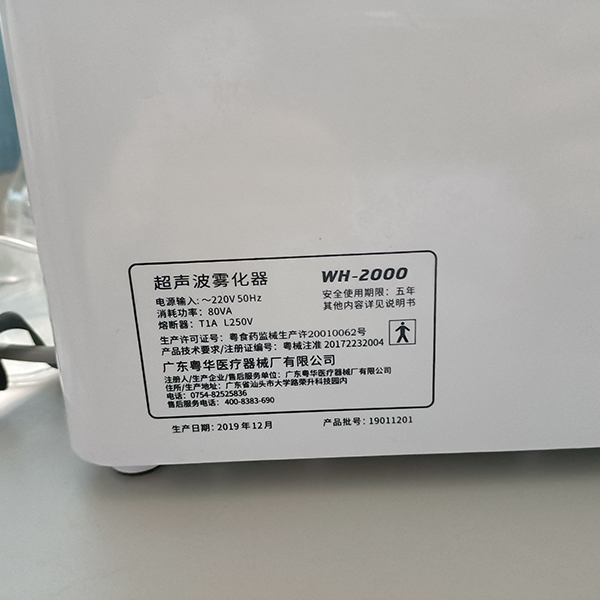 超声波雾化器 WH-2000
电源输入：～220V 50Hz 安全使用期限：五年
消耗功率：80VA 其他内容详见说明书
熔断器：T1A L250V
生产许可证号：粤食药监械生产许20010062号
产品技术要求/注册证编号：粤械注准 20172232004
广东粤华医疗器械厂有限公司
注册人/生产企业/售后服务单位：广东粤华医疗器械厂有限公司
住所/生产地址：广东省汕头市大学路荣升科技园内
电话：0754-82525836
售后服务电话：400-8383-690
生产日期：2019 年 12月 产品批号：19011201